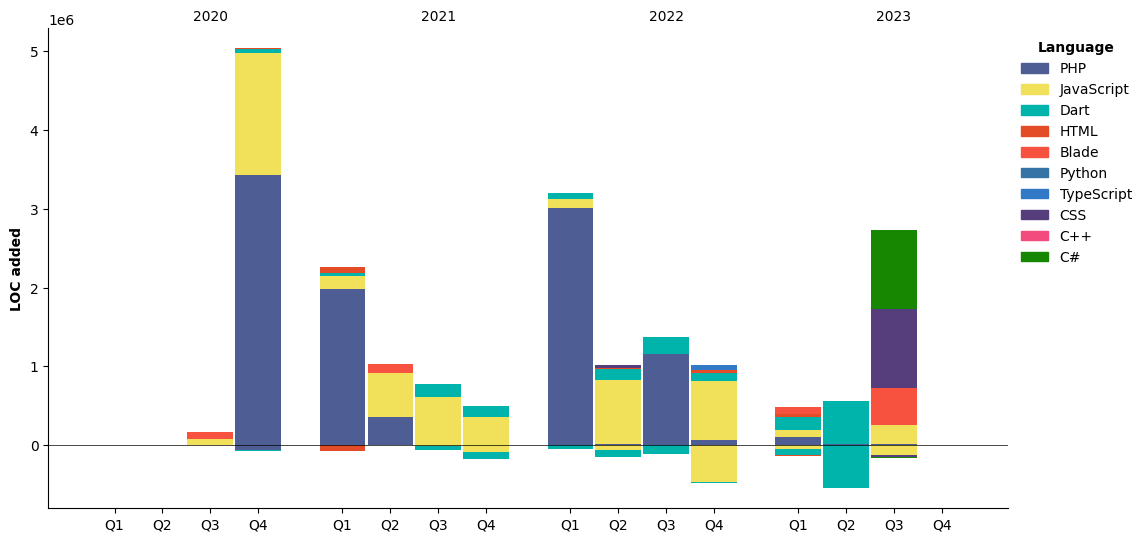 1e6
2020 2021 2022 2023
5
4
3
2
1
0
LOC added
Q1 Q2 Q3 Q4 Q1 Q2 Q3 Q4 Q1 Q2 Q3 Q4 Q1 Q2 Q3 Q4
Language
PHP
JavaScript
Dart
HTML
Blade
Python
TypeScript
CSS
C++
C#